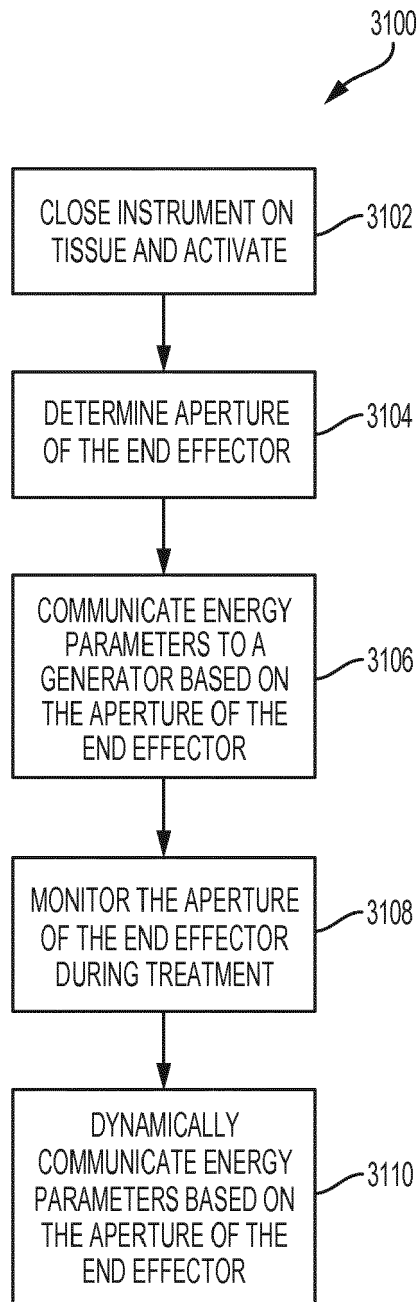 3100
CLOSE INSTRUMENT ON
TISSUE AND ACTIVATE
3102
DETERMINE APERTURE
OF THE END EFFECTOR
3104
COMMUNICATE ENERGY
PARAMETERS TO A
GENERATOR BASED ON
THE APERTURE OF THE
END EFFECTOR
3106
MONITOR THE APERTURE
OF THE END EFFECTOR
DURING TREATMENT
3108
DYNAMICALLY
COMMUNICATE ENERGY
PARAMETERS BASED ON
THE APERTURE OF THE
END EFFECTOR
3110